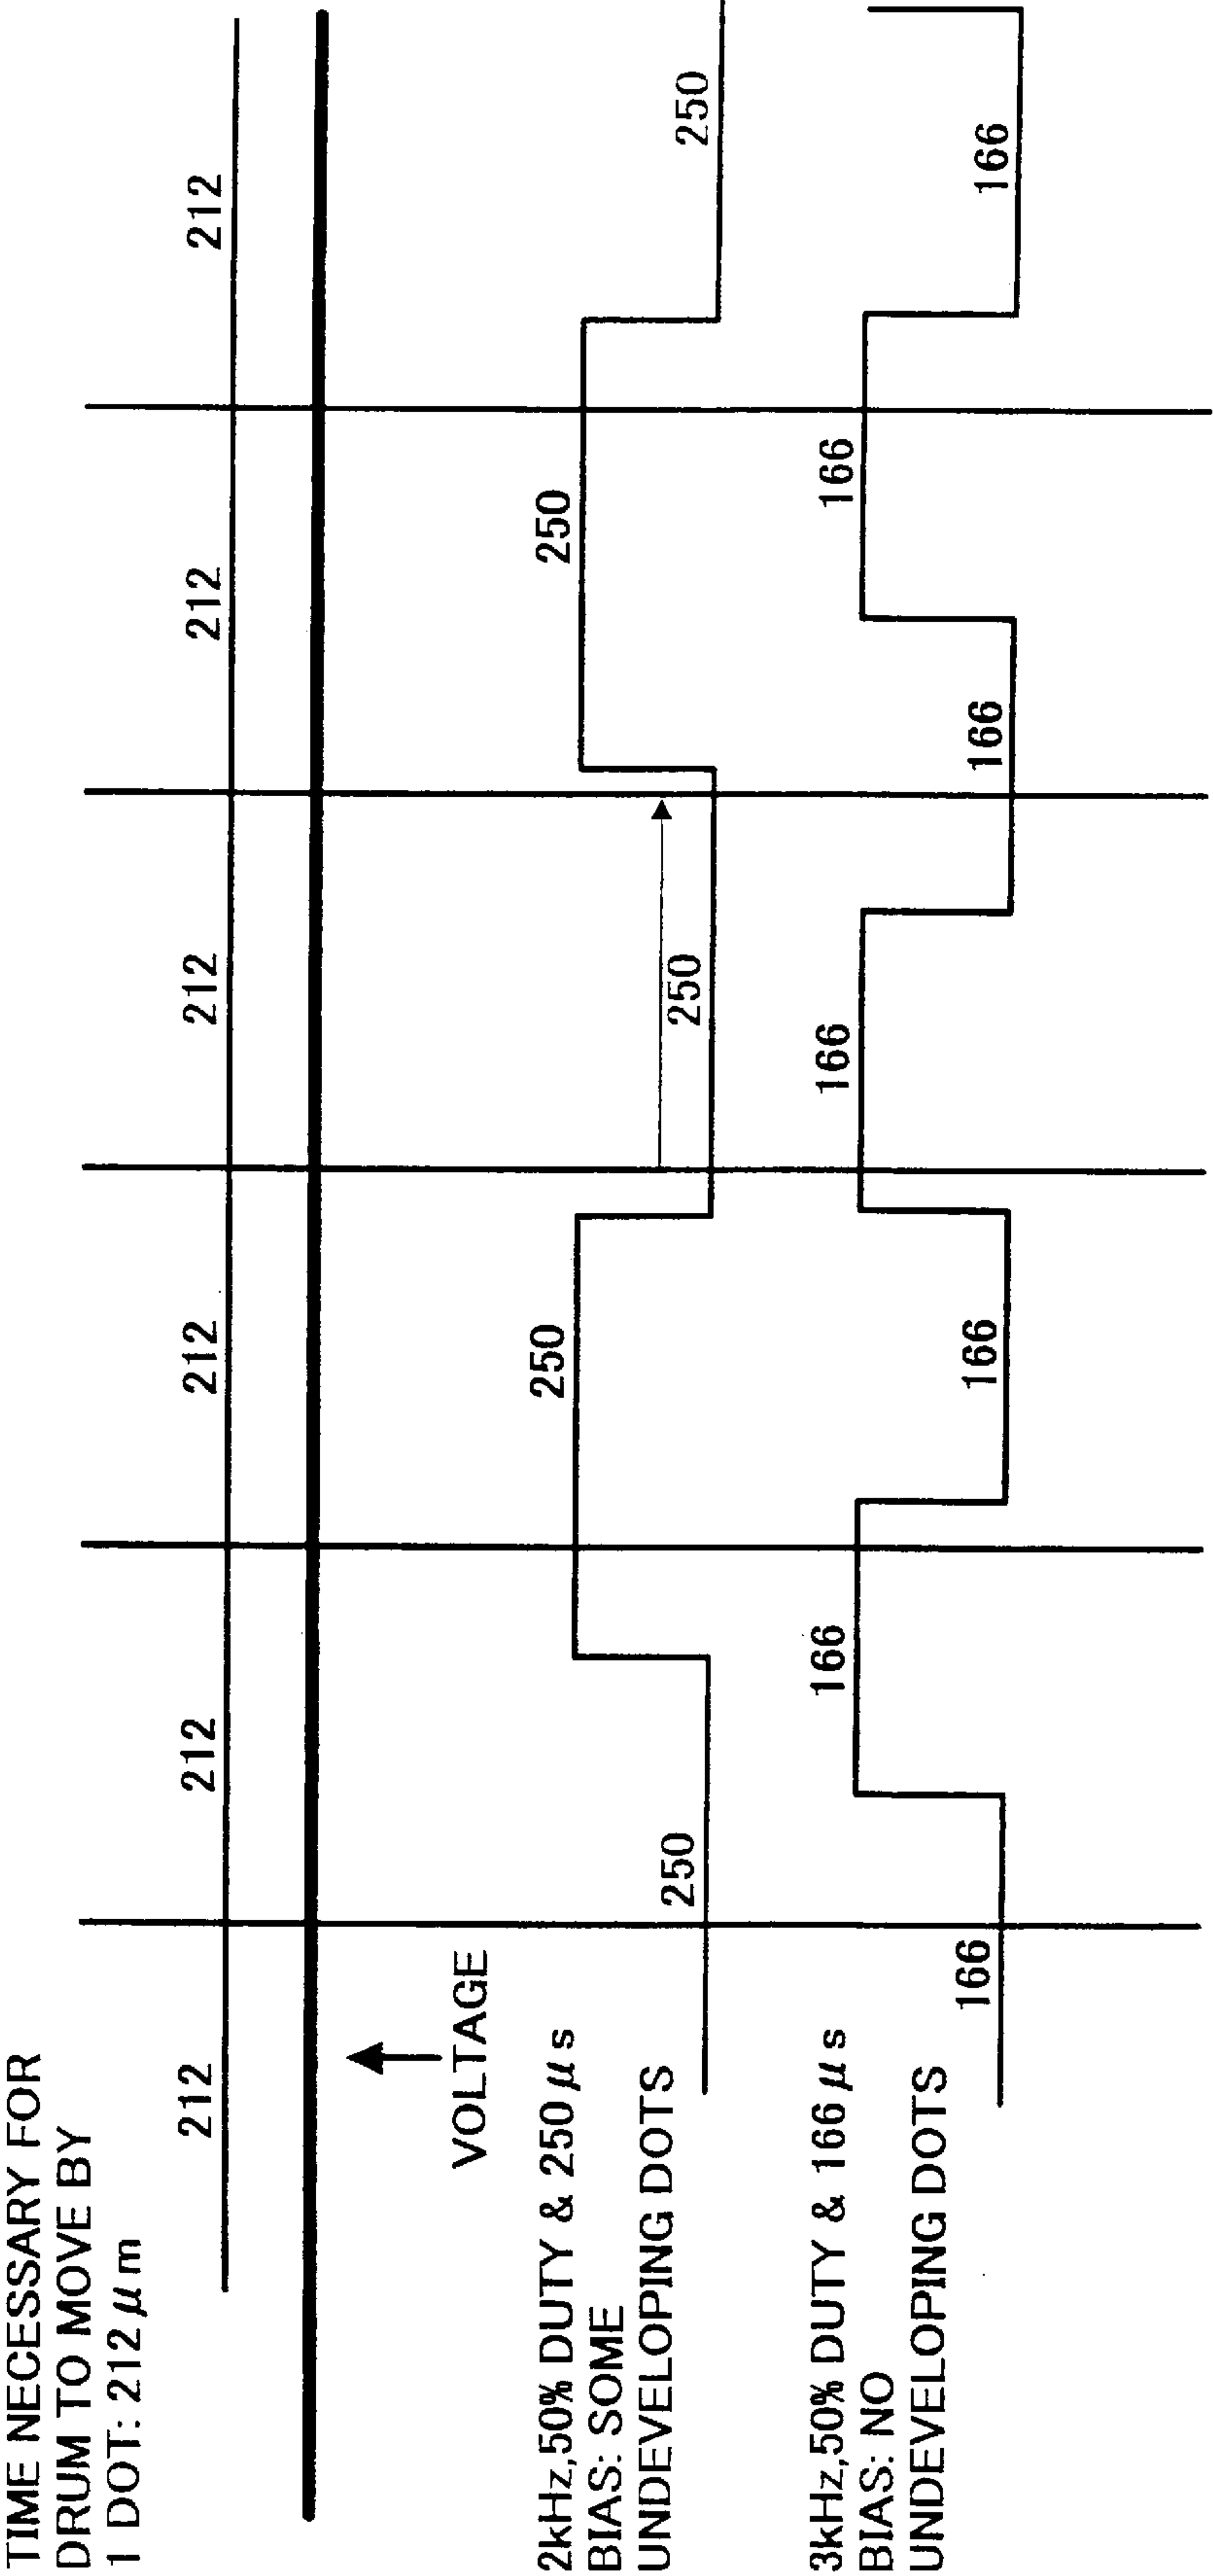 TIME NECESSARY FOR
DRUM TO MOVE BY
1 DOT: 212 μm
212
212
212
212
212
212
VOLTAGE
2kHz,50% DUTY & 250 μs
BIAS: SOME
UNDEVELOPING DOTS
250
250
250
250
250
3kHz,50% DUTY & 166 μs
BIAS: NO
UNDEVELOPING DOTS
166
166
166
166
166
166
166